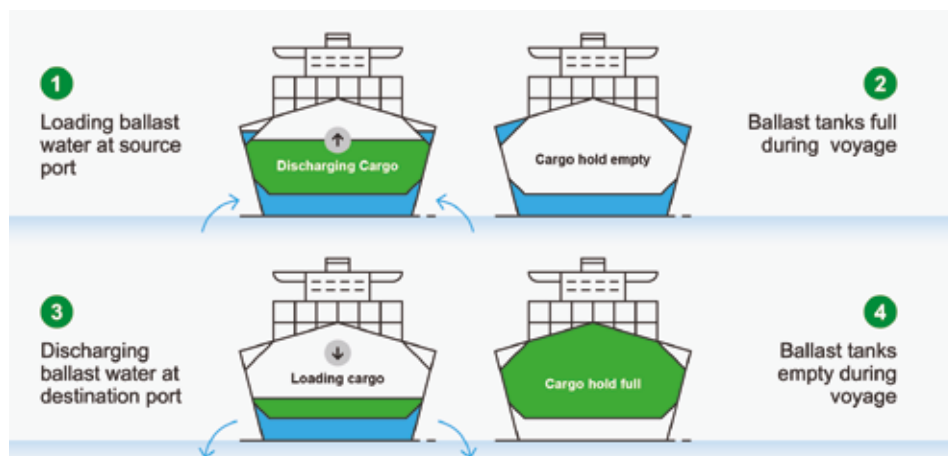 1
Loading ballast
water at source
port
Discharging Cargo
Cargo hold empty
2
Ballast tanks full
during voyage
3
Discharging
ballast water at
destination port
Loading cargo
Cargo hold full
4
Ballast tanks
empty during
voyage